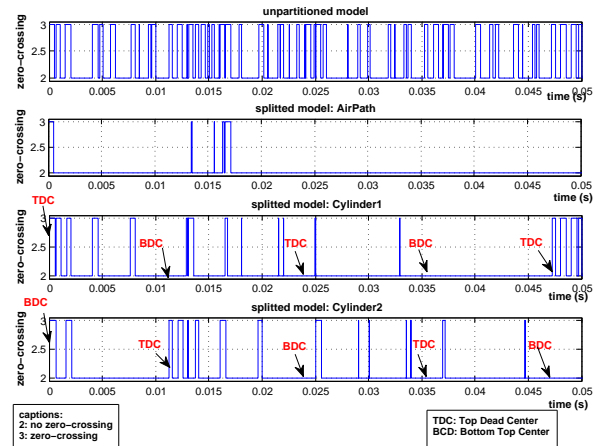 unpartitioned model
zero−crossing
3
2.5
2
0 0.005 0.01 0.015 0.02 0.025 0.03 0.035 0.04 0.045 0.05
time (s)
splitted model: AirPath
zero−crossing
3
2.5
2
0 0.005 0.01 0.015 0.02 0.025 0.03 0.035 0.04 0.045 0.05
time (s)
TDC
splitted model: Cylinder1
zero−crossing
3
2.5
2
BDC
TDC
BDC
TDC
0 0.005 0.01 0.015 0.02 0.025 0.03 0.035 0.04 0.045 0.05
time (s)
BDC
splitted model: Cylinder2
zero−crossing
3
2.5
2
TDC
BDC
TDC
BDC
0 0.005 0.01 0.015 0.02 0.025 0.03 0.035 0.04 0.045 0.05
time (s)
captions:
2: no zero−crossing
3: zero−crossing
TDC: Top Dead Center
BCD: Bottom Top Center